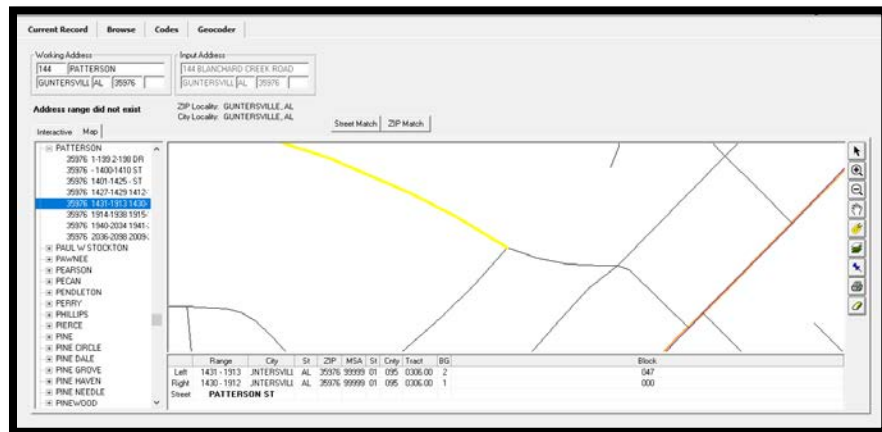 Current Record Browse Codes Geocoder
Working Address
Input Address
144 PATTERSON
144 BLANCHARD CREEK ROAD
GUNTERSVILL AL 35976
GUNTERSVILL AL 35976
Address range did not exist
ZIP Locality: GUNTERSVILLE, AL
City Locality: GUNTERSVILLE, AL
Street Match ZIP Match
Interactive Map
PATTERSON
35976 1-199 2-198 DR
35976 - 1400-1410 ST
35976 1401-1425 - ST
35976 1427-1429 1412-
35976 1431-1913 1430-
35976 1914-1938 1915-
35976 1940-2034 1941-
35976 2036-2098 2009-
PAUL W STOCKTON
PAWNEE
PEARSON
PECAN
PENDLETON
PERRY
PHILLIPS
PIERCE
PINE
PINE CIRCLE
PINE DALE
PINE GROVE
PINE HAVEN
PINE NEEDLE
PINEWOOD
Range City St ZIP MSA St Cnty Tract BG Block
Left 1431 - 1913 JNTERSVILL AL 35976 99999 01 095 0306.00 2 047
Right 1430 - 1912 JNTERSVILL AL 35976 99999 01 095 0306.00 1 000
Street PATTERSON ST